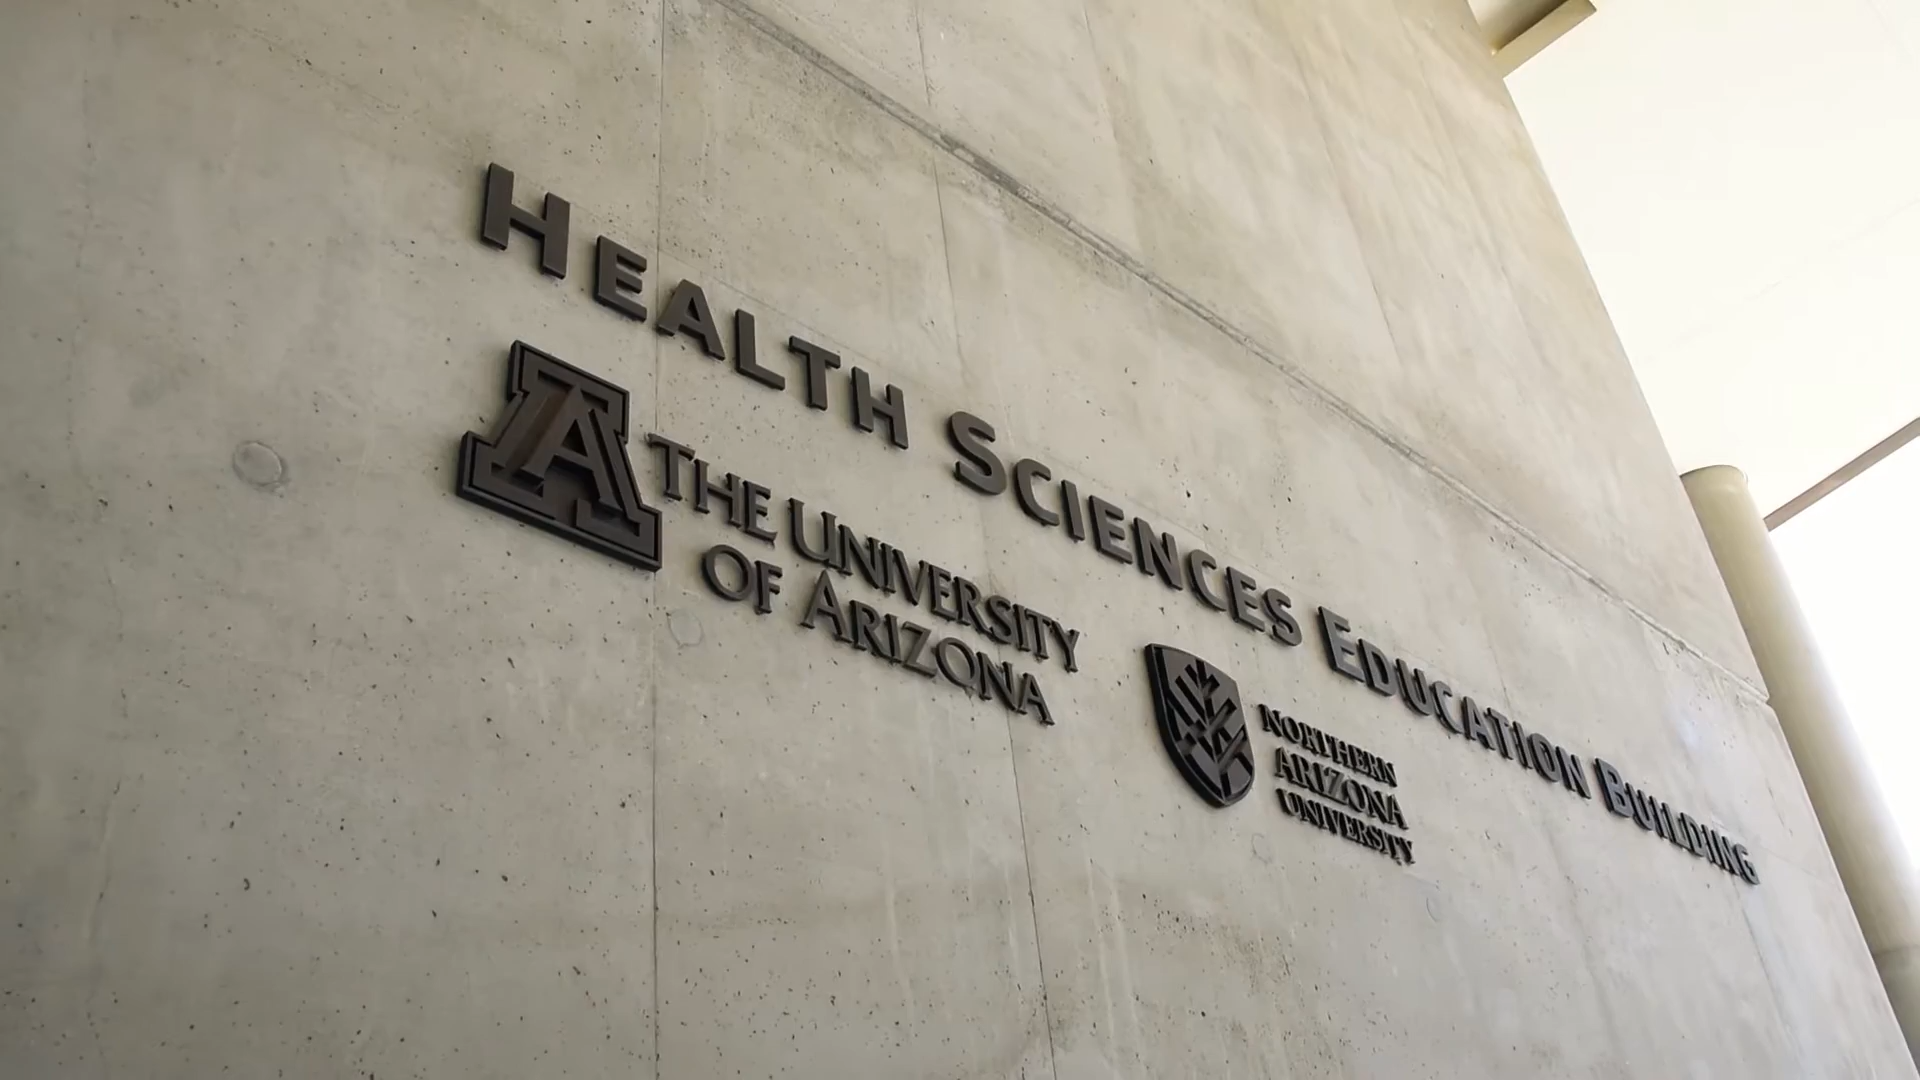 HEALTH SCIENCES EDUCATION BUILDING
A
THE UNIVERSITY
OF ARIZONA
NORTHERN
ARIZONA
UNIVERSITY